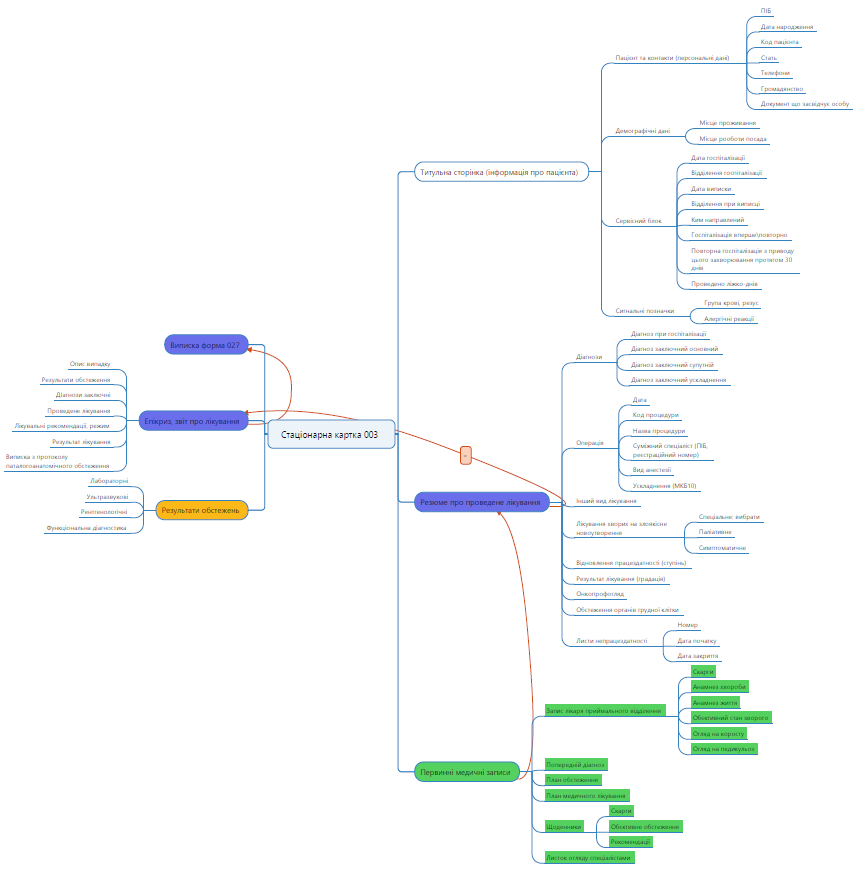 ПІБ
Дата народження
Код пацієнта
Пацієнт та контакти (персональні дані)
Стать
Телефони
Громадянство
Документ що засвідчує особу
Місце проживання
Демографічні дані
Місце рооботи посада
Титульна сторінка (інформація про пацієнта)
Дата госпіталізації
Відділення госпіталізації
Дата виписки
Відділення при виписці
Сервісний блок
Ким направлений
Госпіталізація вперше\повторно
Повторна госпіталізація з приводу
цього захворювання протягом 30
днів
Проведено ліжко-днів
Група крові, резус
Сигнальні позначки
Алергічні реакції
Виписка форма 027
Опис випадку
Результати обстеження
Діагнози заключні
Проведене лікування
Епікриз, звіт про лікування
Лікувальні рекомендації, режим
Результат лікування
Виписка з протоколу
паталогоанатомічного обстеження
Лабораторні
Ультразвукові
Результати обстежень
Рентгенологічні
Функціональна діагностика
Стаціонарна картка 003
Діагноз при госпіталізації
Діагноз заключний основний
Діагнози
Діагноз заключний супутній
Діагноз заключний ускладнення
Дата
Код процедури
Назва процедури
Операція
Суміжний спеціаліст (ПІБ,
реєстраційний номер)
Вид анестезії
Ускладнення (МКБ10)
Резюме про проведене лікування
Інший вид лікування
Спеціальне: вибрати
Лікування хворих на злоякісне
новоутворення
Паліативне
Симптоматичне
Відновлення працездатності (ступінь)
Результат лікування (градація)
Онкопрофогляд
Обстеження органів грудної клітки
Номер
Листи непрацездатності
Дата початку
Дата закриття
Скарги
Анамнез хвороби
Анамнез життя
Запис лікаря приймального відділення
Обєктивний стан хворого
Огляд на коросту
Огляд на педикульоз
Первинні медичні записи
Попередній діагноз
План обстеження
План медичного лікування
Скарги
Щоденники
Обєктивне обстеження
Рекомендації
Листок огляду спеціалістами